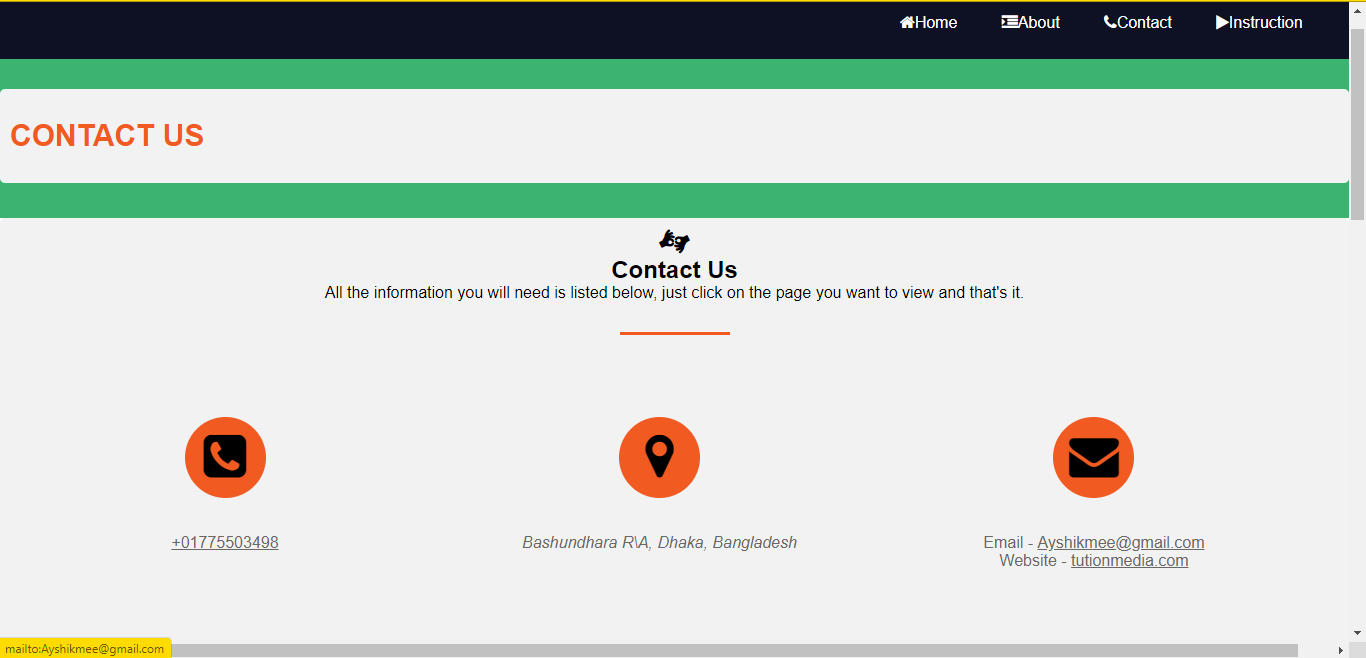 Home About Contact Instruction
CONTACT US
Contact Us
All the information you will need is listed below, just click on the page you want to view and that's it.
+01775503498
Bashundhara R\A, Dhaka, Bangladesh
Email - Ayshikmee@gmail.com
Website - tutionmedia.com
mailto:Ayshikmee@gmail.com